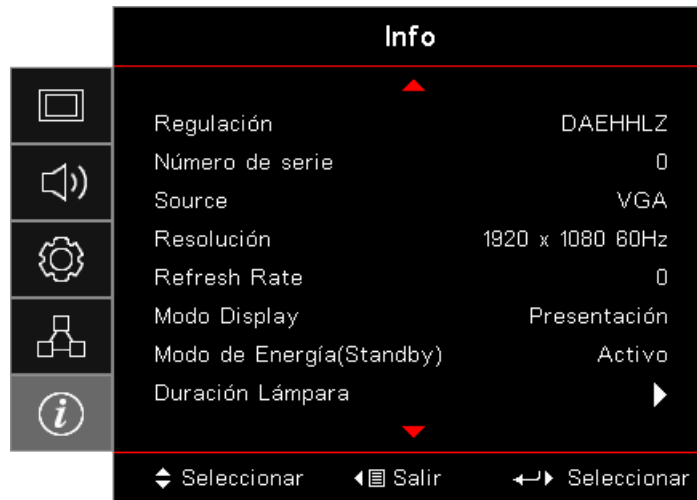 Info
Regulación DAEHHLZ
Número de serie 0
Source VGA
Resolución 1920 x 1080 60Hz
Refresh Rate 0
Modo Display Presentación
Modo de Energía(Standby) Activo
Duración Lámpara
Seleccionar Salir Seleccionar